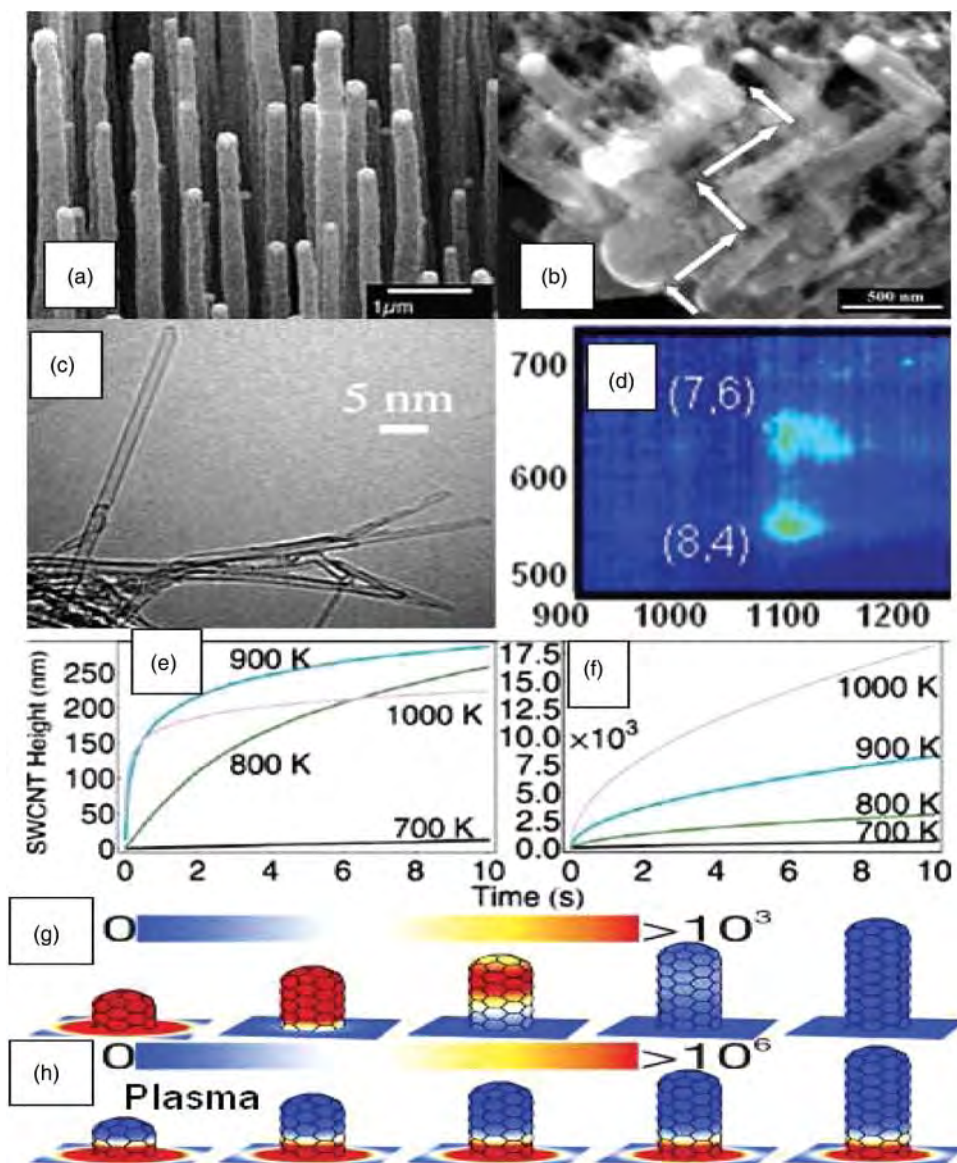 (a)
1μm
(b)
500 nm
(c)
5 nm
(d)
700
600
500
(7,6)
(8,4)
900 1000 1100 1200
(e)
SWCNT Height (nm)
250
200
150
100
50
0
900 K
1000 K
800 K
700 K
0 2 4 6 8 10
(f)
17.5
15.0
12.5
10.0
7.5
5.0
2.5
0.0
×10³
1000 K
900 K
800 K
700 K
0 2 4 6 8 10
Time (s)
(g)
0 >10³
(h)
0 >10⁶
Plasma